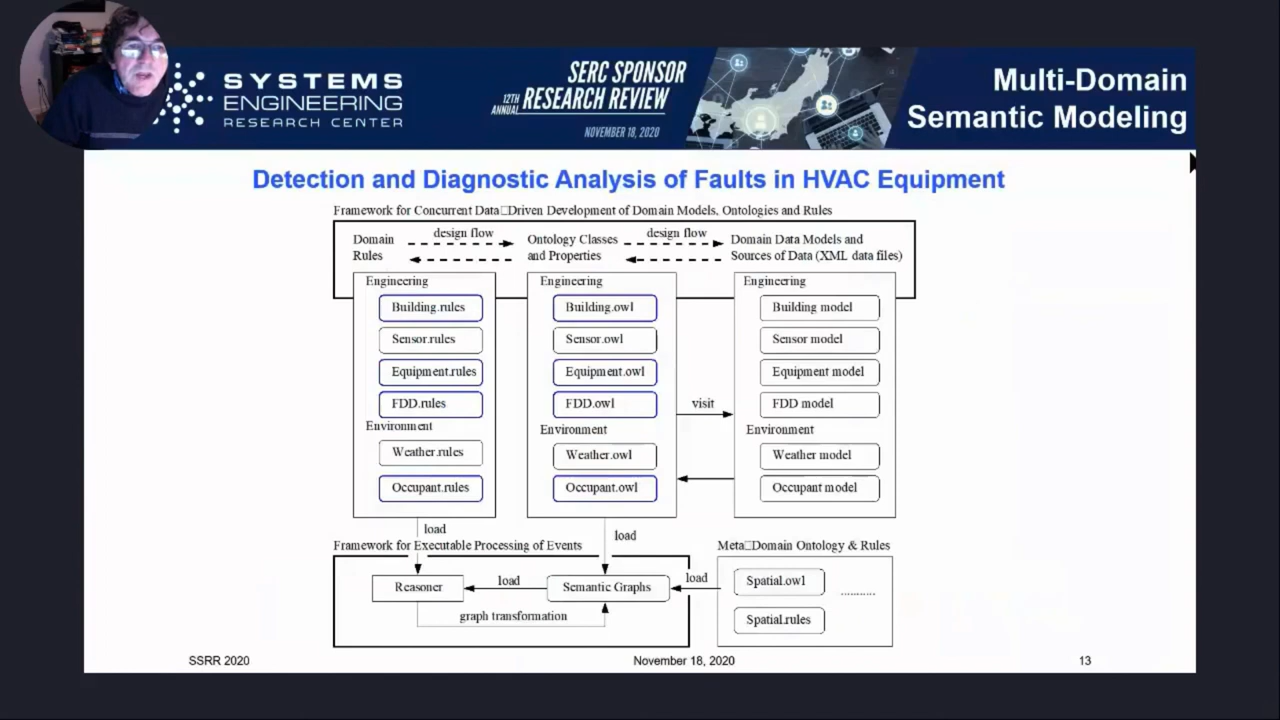 SYSTEMS
ENGINEERING
RESEARCH CENTER
SERC SPONSOR
12TH ANNUAL RESEARCH REVIEW
NOVEMBER 18, 2020
Multi-Domain
Semantic Modeling
Detection and Diagnostic Analysis of Faults in HVAC Equipment
Framework for Concurrent Data□Driven Development of Domain Models, Ontologies and Rules
Domain
Rules
design flow
Ontology Classes
and Properties
design flow
Domain Data Models and
Sources of Data (XML data files)
Engineering
Building.rules
Sensor.rules
Equipment.rules
FDD.rules
Environment
Weather.rules
Occupant.rules
Engineering
Building.owl
Sensor.owl
Equipment.owl
FDD.owl
Environment
Weather.owl
Occupant.owl
visit
Engineering
Building model
Sensor model
Equipment model
FDD model
Environment
Weather model
Occupant model
load
load
Framework for Executable Processing of Events
Reasoner
load
Semantic Graphs
graph transformation
load
Meta□Domain Ontology & Rules
Spatial.owl
...........
Spatial.rules
SSRR 2020
November 18, 2020
13